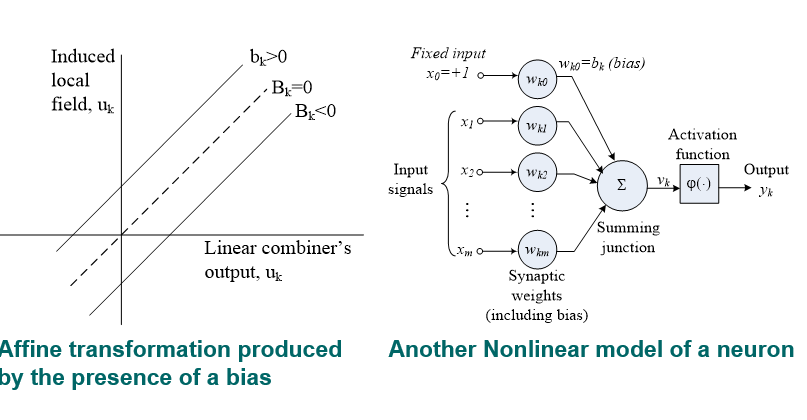 Induced
local
field, uk
bk>0
Bk=0
Bk<0
Linear combiner's
output, uk
Affine transformation produced
by the presence of a bias
Fixed input
x0=+1
wk0
wk0=bk (bias)
x1
wk1
Input
signals
x2
wk2
⋮
⋮
xm
wkm
Σ
vk
Activation
function
φ(·)
Output
yk
Summing
junction
Synaptic
weights
(including bias)
Another Nonlinear model of a neuron